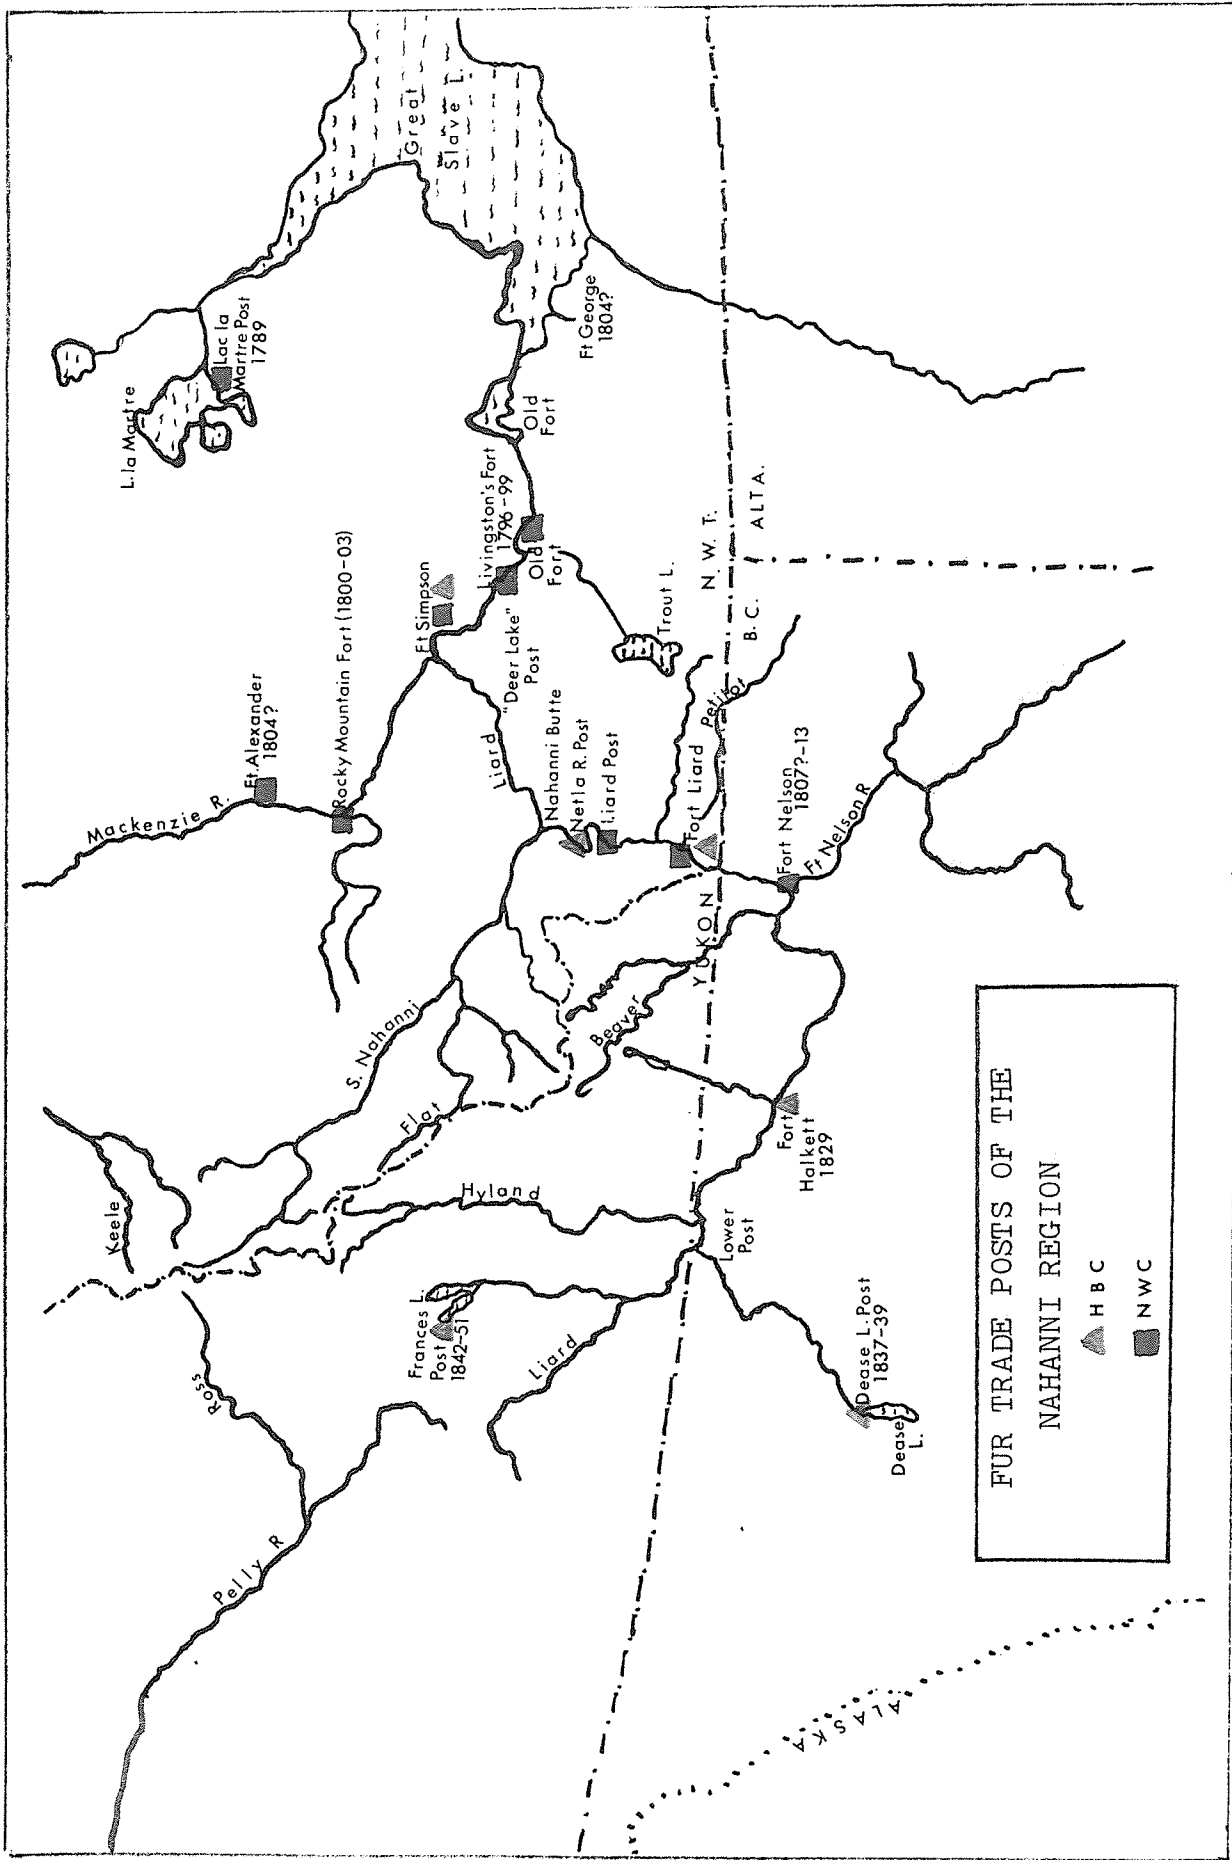 Great
Slave L.
L. la Martre
Lac la
Martre Post
1789
Ft George
1804?
Old
Fort
Livingston's Fort
1796-99
Old
Fort
Ft Simpson
"Deer Lake"
Post
Rocky Mountain Fort (1800-03)
Ft. Alexander
1804?
Mackenzie R.
Liard
Nahanni Butte
Netla R. Post
Liard Post
Fort Liard
Petitot
Trout L.
N. W. T.
ALTA.
B. C.
YUKON
Fort Nelson
1807?-13
Ft Nelson R
S. Nahanni
Flat
Beaver
Keele
Hyland
Fort
Halkett
1829
Lower
Post
Frances L.
Post
1842-51
Liard
Ross
Pelly R
Dease L. Post
1837-39
Dease
L.
ALASKA
FUR TRADE POSTS OF THE
NAHANNI REGION
HBC
NWC